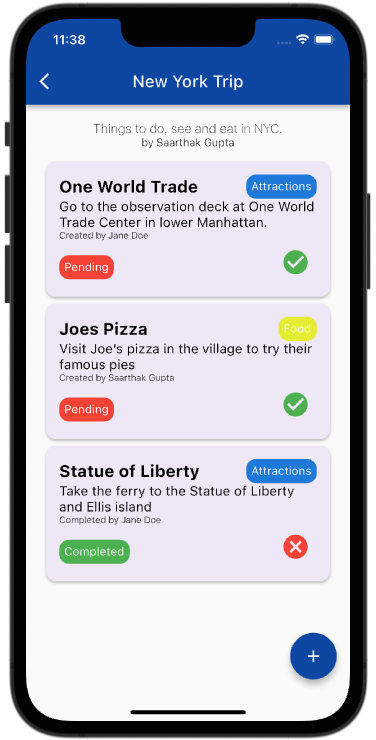 11:38
New York Trip
Things to do, see and eat in NYC.
by Saarthak Gupta
One World Trade
Attractions
Go to the observation deck at One World
Trade Center in lower Manhattan.
Created by Jane Doe
Pending
Joes Pizza
Food
Visit Joe's pizza in the village to try their
famous pies
Created by Saarthak Gupta
Pending
Statue of Liberty
Attractions
Take the ferry to the Statue of Liberty
and Ellis island
Completed by Jane Doe
Completed